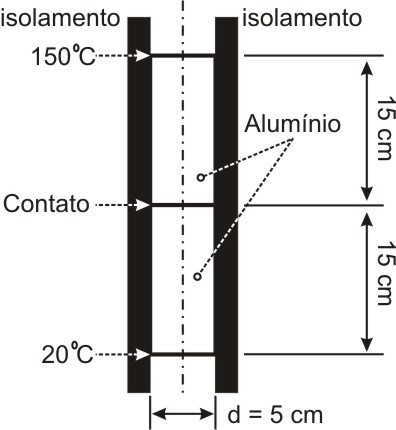 isolamento
isolamento
150°C
15 cm
Alumínio
Contato
15 cm
20°C
d = 5 cm